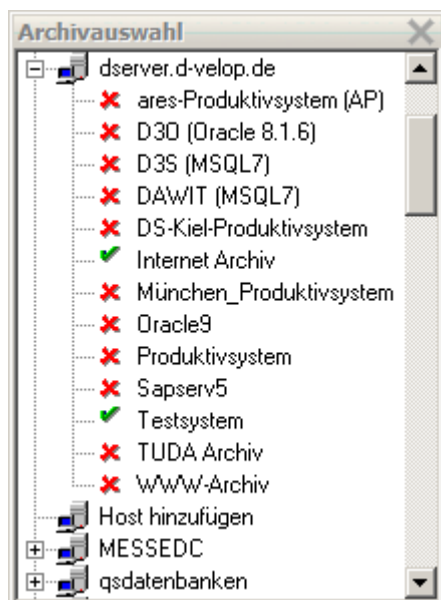 Archivauswahl
dserver.d-velop.de
ares-Produktivsystem (AP)
D3O (Oracle 8.1.6)
D3S (MSQL7)
DAWIT (MSQL7)
DS-Kiel-Produktivsystem
Internet Archiv
München_Produktivsystem
Oracle9
Produktivsystem
Sapserv5
Testsystem
TUDA Archiv
WWW-Archiv
Host hinzufügen
MESSEDC
qsdatenbanken